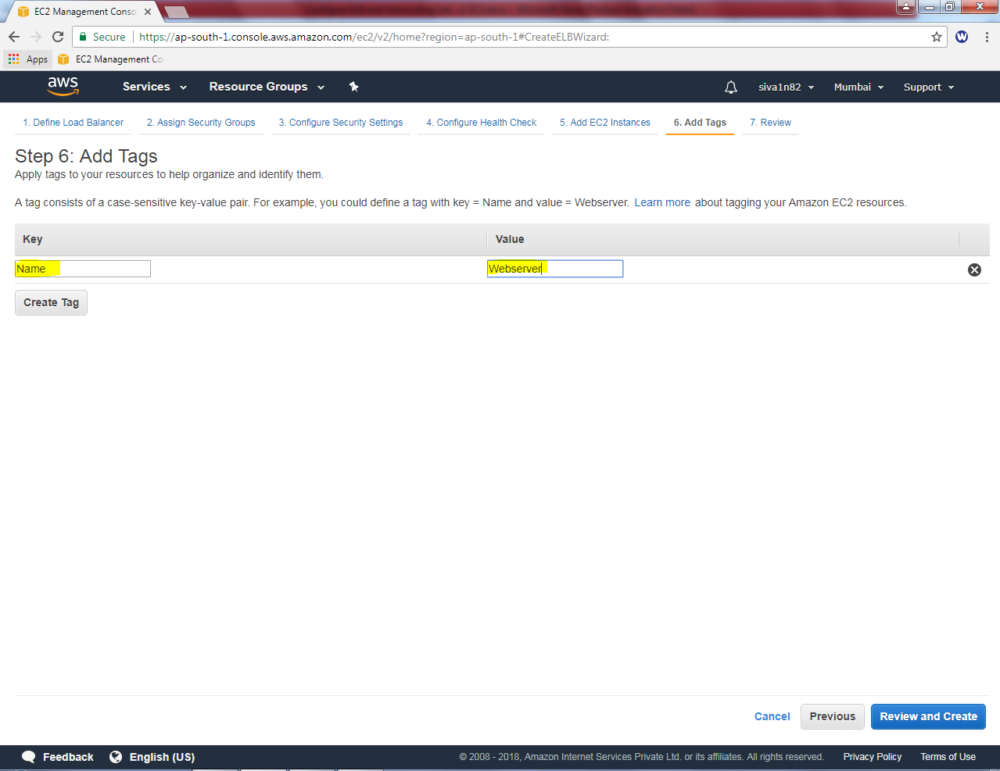 EC2 Management Conso
Secure https://ap-south-1.console.aws.amazon.com/ec2/v2/home?region=ap-south-1#CreateELBWizard:
W
Apps EC2 Management Co
aws Services Resource Groups siva1n82 Mumbai Support
1. Define Load Balancer 2. Assign Security Groups 3. Configure Security Settings 4. Configure Health Check 5. Add EC2 Instances 6. Add Tags 7. Review
Step 6: Add Tags
Apply tags to your resources to help organize and identify them.
A tag consists of a case-sensitive key-value pair. For example, you could define a tag with key = Name and value = Webserver. Learn more about tagging your Amazon EC2 resources.
Key Value
Name Webserver
Create Tag
Cancel Previous Review and Create
Feedback English (US) © 2008 - 2018, Amazon Internet Services Private Ltd. or its affiliates. All rights reserved. Privacy Policy Terms of Use